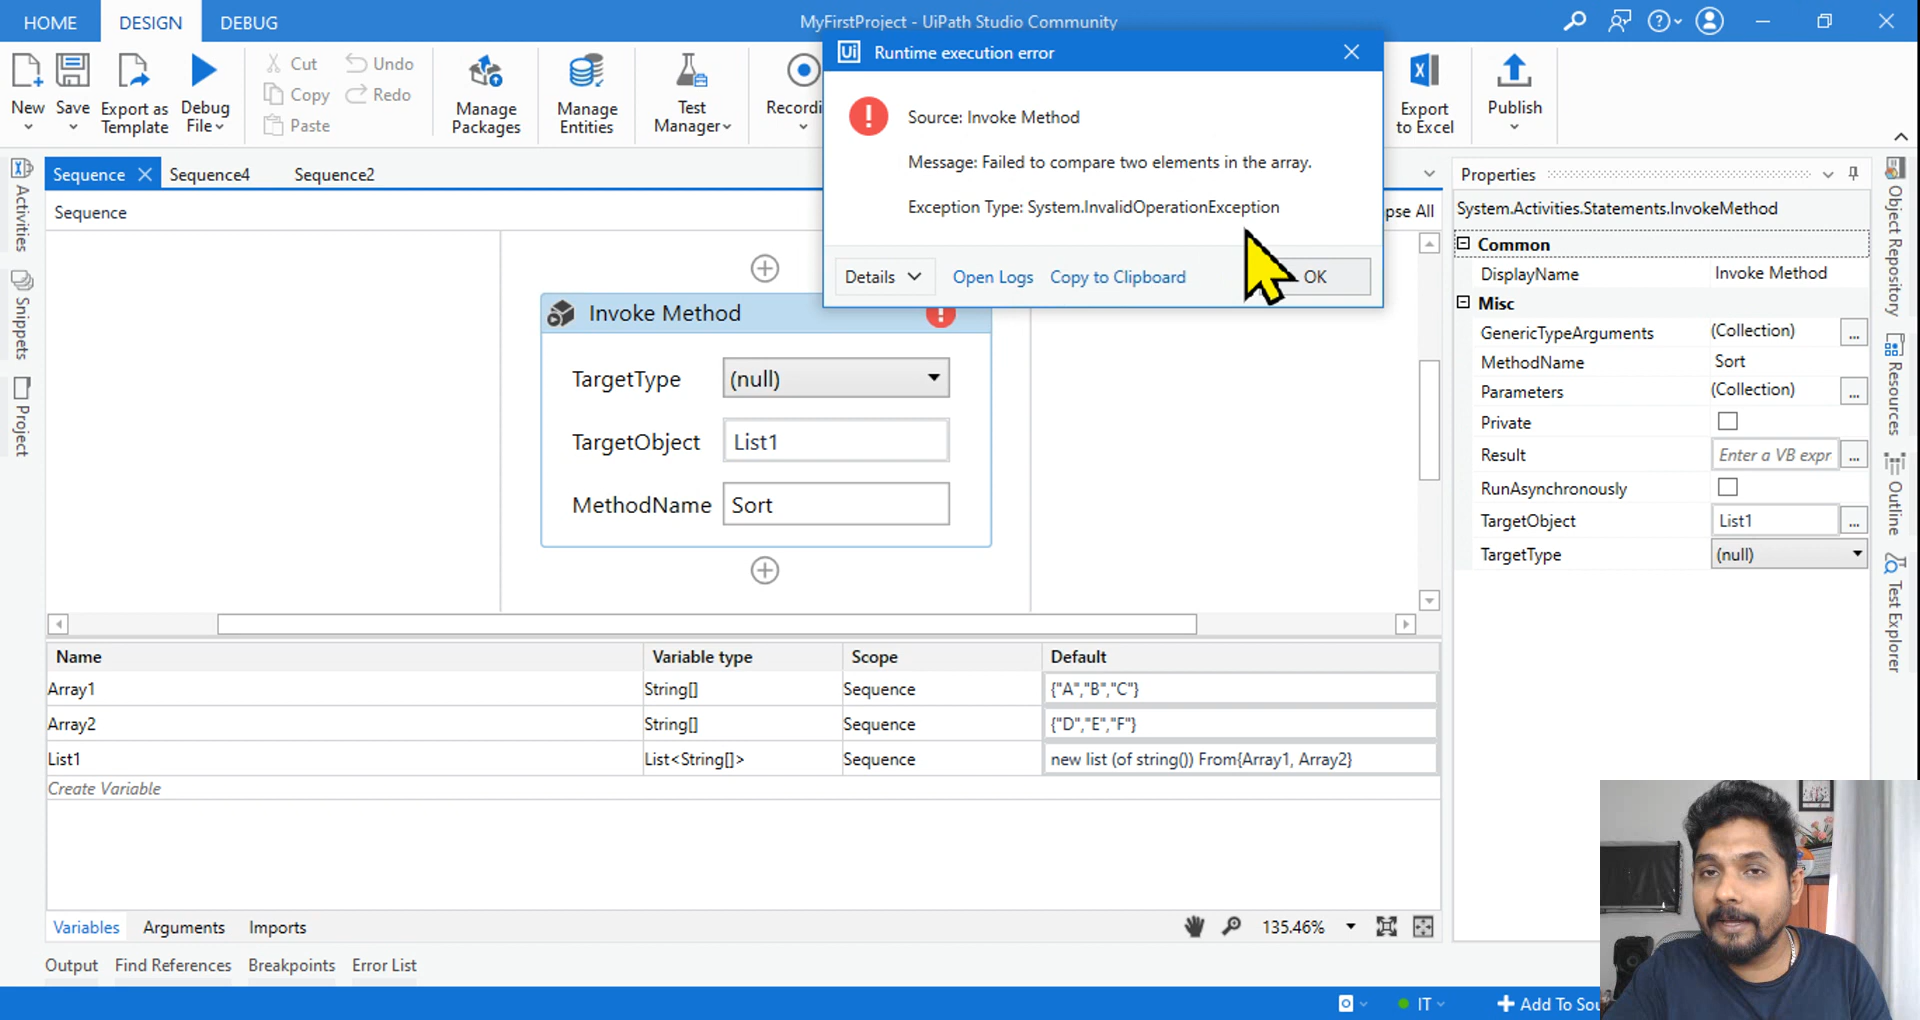 HOME
DESIGN
DEBUG
MyFirstProject - UiPath Studio Community
New
Save
Export as
Template
Debug
File
Cut
Copy
Paste
Undo
Redo
Manage
Packages
Manage
Entities
Test
Manager
Recordi
Export
to Excel
Publish
Ui Runtime execution error
Source: Invoke Method
Message: Failed to compare two elements in the array.
Exception Type: System.InvalidOperationException
Details
Open Logs
Copy to Clipboard
OK
Activities
Snippets
Project
Sequence
Sequence4
Sequence2
Sequence
pse All
Invoke Method
TargetType (null)
TargetObject List1
MethodName Sort
Name Variable type Scope Default
Array1 String[] Sequence {"A","B","C"}
Array2 String[] Sequence {"D","E","F"}
List1 List<String[]> Sequence new list (of string()) From{Array1, Array2}
Create Variable
Variables Arguments Imports
135.46%
Output Find References Breakpoints Error List
Properties
System.Activities.Statements.InvokeMethod
Common
DisplayName Invoke Method
Misc
GenericTypeArguments (Collection) ...
MethodName Sort
Parameters (Collection) ...
Private
Result Enter a VB expr ...
RunAsynchronously
TargetObject List1 ...
TargetType (null)
Object Repository
Resources
Outline
Test Explorer
IT
Add To Sou